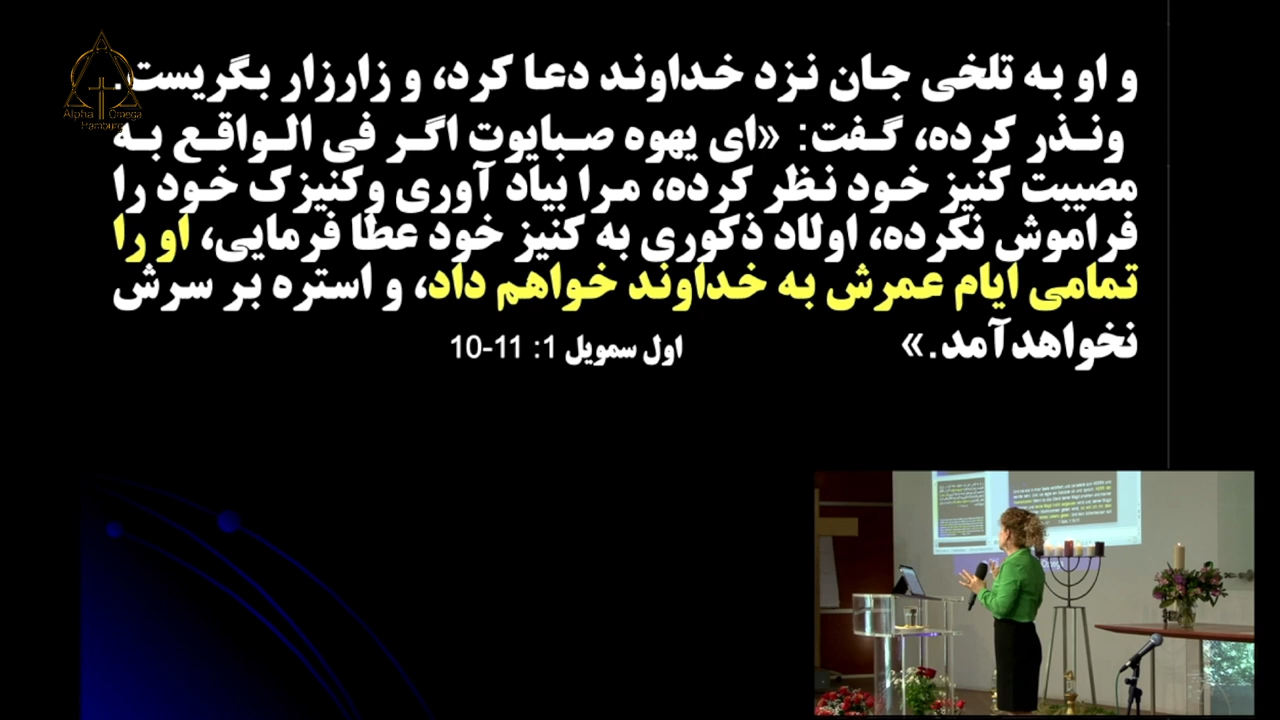 و او به تلخی جان نزد خداوند دعا کرد، و زارزار بگریست.
ونذر کرده، گفت: «ای یهوه صبایوت اگر فی الواقع به
مصیبت کنیز خود نظر کرده، مرا بیاد آوری وکنیزک خود را
فراموش نکرده، اولاد ذکوری به کنیز خود عطا فرمایی، او را
تمامی ایام عمرش به خداوند خواهم داد، و استره بر سرش
نخواهدآمد.»
اول سمویل 1: 11-10
Alpha Omega
Hamburg